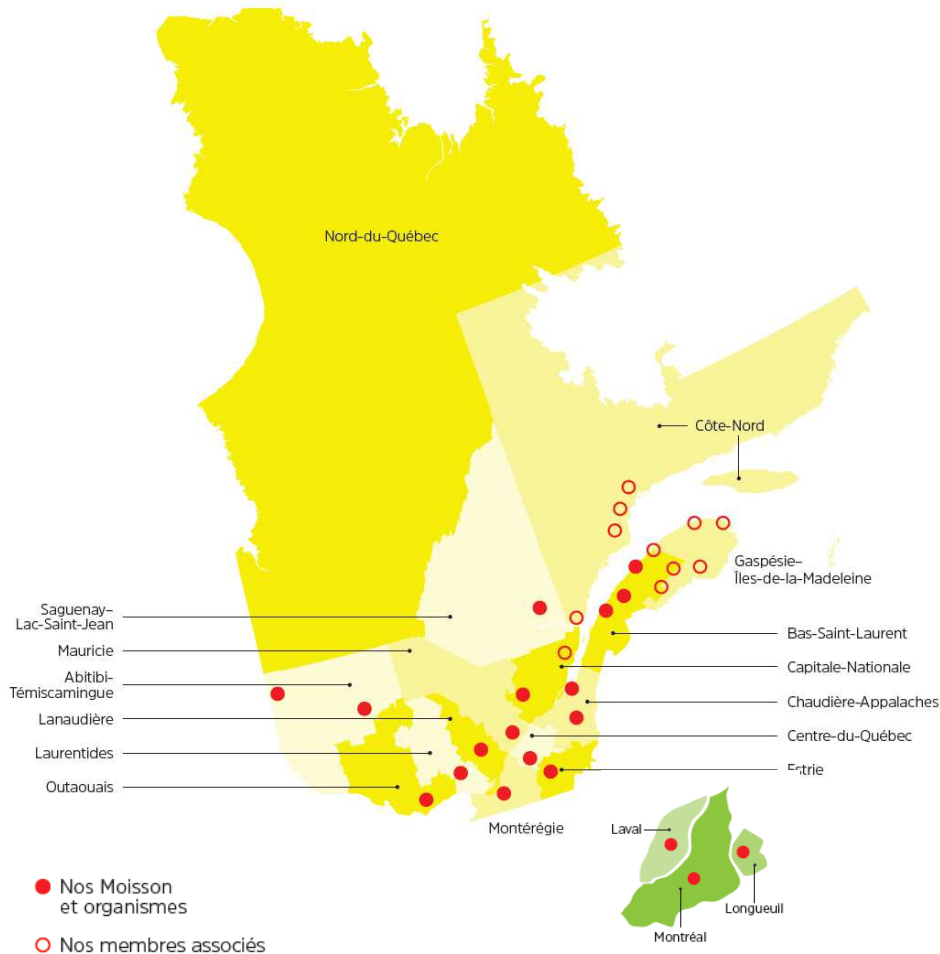 Nord-du-Québec
Côte-Nord
Gaspésie–
Îles-de-la-Madeleine
Saguenay–
Lac-Saint-Jean
Bas-Saint-Laurent
Mauricie
Capitale-Nationale
Abitibi-
Témiscamingue
Chaudière-Appalaches
Lanaudière
Centre-du-Québec
Laurentides
Estrie
Outaouais
Montérégie
Laval
Longueuil
Montréal
Nos Moisson
et organismes
Nos membres associés